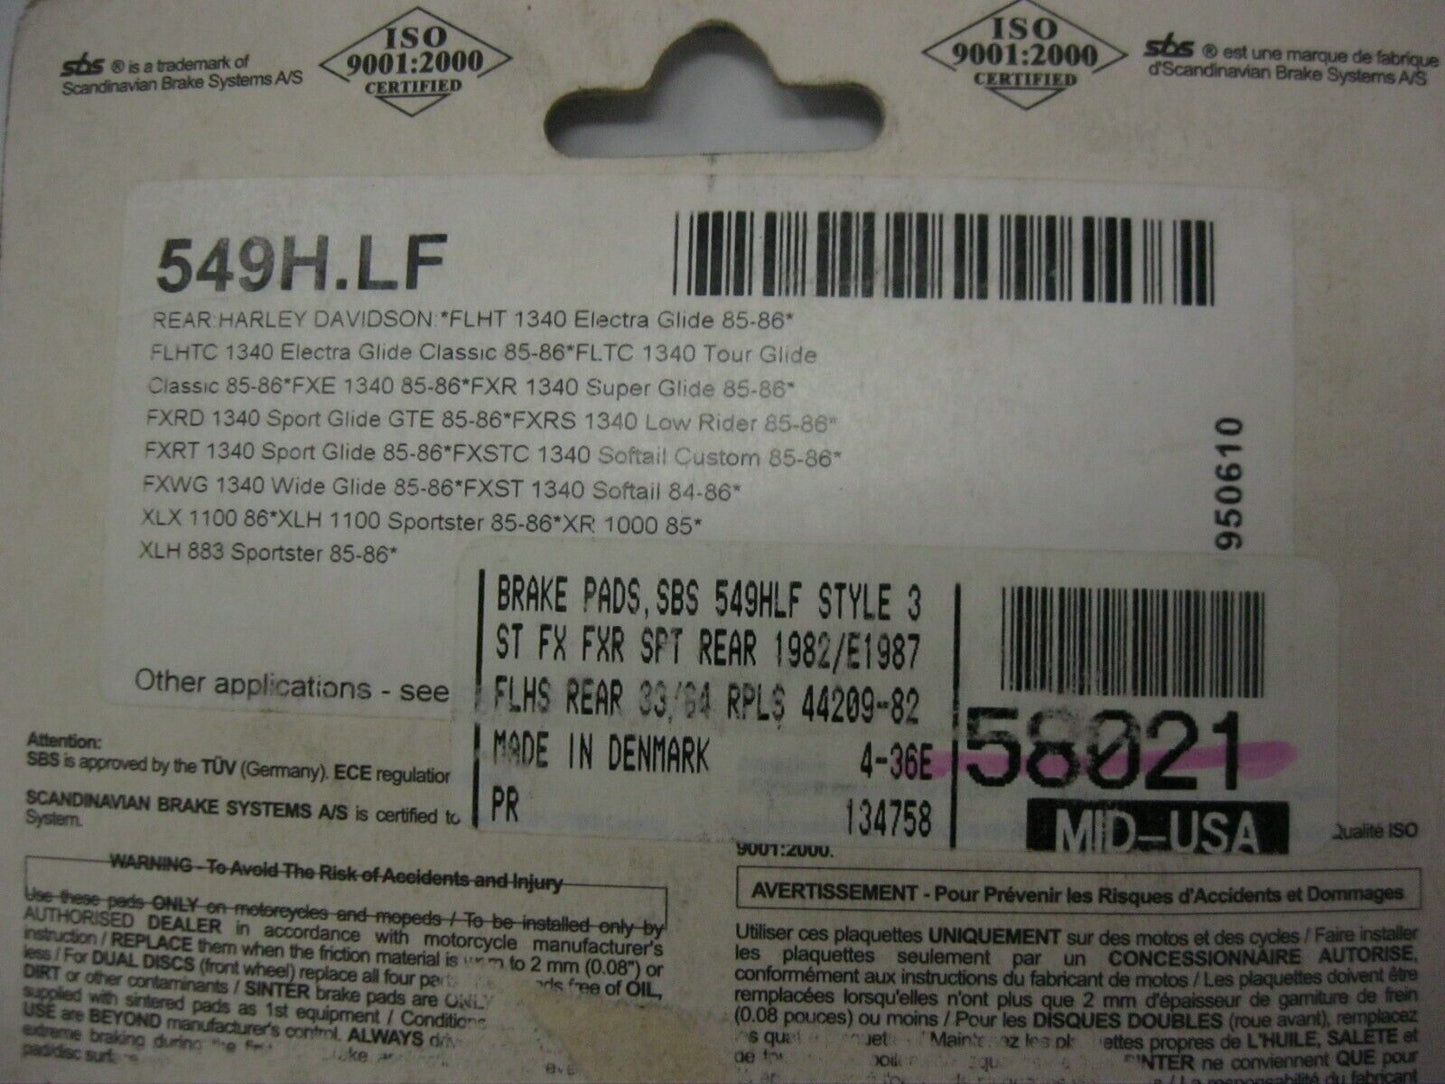 sbs ® is a trademark of
Scandinavian Brake Systems A/S
ISO
9001:2000
CERTIFIED
ISO
9001:2000
CERTIFIED
sbs ® est une marque de fabrique
d'Scandinavian Brake Systems A/S
549H.LF
REAR:HARLEY DAVIDSON:*FLHT 1340 Electra Glide 85-86*
FLHTC 1340 Electra Glide Classic 85-86*FLTC 1340 Tour Glide
Classic 85-86*FXE 1340 85-86*FXR 1340 Super Glide 85-86*
FXRD 1340 Sport Glide GTE 85-86*FXRS 1340 Low Rider 85-86*
FXRT 1340 Sport Glide 85-86*FXSTC 1340 Softail Custom 85-86*
FXWG 1340 Wide Glide 85-86*FXST 1340 Softail 84-86*
XLX 1100 86*XLH 1100 Sportster 85-86*XR 1000 85*
XLH 883 Sportster 85-86*
950610
Other applications - see
BRAKE PADS,SBS 549HLF STYLE 3
ST FX FXR SPT REAR 1982/E1987
FLHS REAR RPLS 44209-82
MADE IN DENMARK 4-36E
PR 134758
58021
MID-USA
Attention:
SBS is approved by the TÜV (Germany). ECE regulation
SCANDINAVIAN BRAKE SYSTEMS A/S is certified to
System.
Qualité ISO
9001:2000.
WARNING - To Avoid The Risk of Accidents and Injury
Use these pads ONLY on motorcycles and mopeds / To be installed only by
AUTHORISED DEALER in accordance with motorcycle manufacturer's
instruction / REPLACE them when the friction material is to 2 mm (0.08") or
less / For DUAL DISCS (front wheel) replace all four free of OIL,
DIRT or other contaminants / SINTER brake pads are ONLY
supplied with sintered pads as 1st equipment / Conditions
USE are BEYOND manufacturer's control. ALWAYS
extreme braking during the
pad/disc
AVERTISSEMENT - Pour Prévenir les Risques d'Accidents et Dommages
Utiliser ces plaquettes UNIQUEMENT sur des motos et des cycles / Faire installer
les plaquettes seulement par un CONCESSIONNAIRE AUTORISE,
conformément aux instructions du fabricant de motos / Les plaquettes doivent être
remplacées lorsqu'elles n'ont plus que 2 mm d'épaisseur de garniture de frein
(0.08 pouces) ou moins / Pour les DISQUES DOUBLES (roue avant), remplacez
propres de L'HUILE, SALETE et
SINTER ne conviennent QUE pour
du fabricant